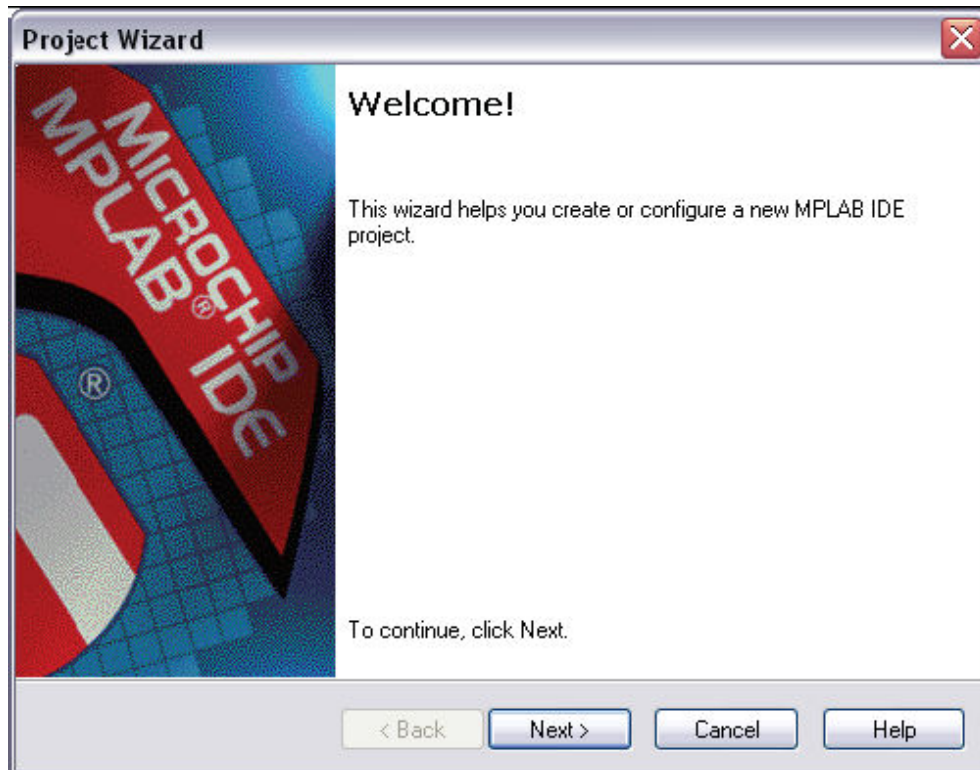 Project Wizard
MICROCHIP
MPLAB® IDE
®
Welcome!
This wizard helps you create or configure a new MPLAB IDE
project.
To continue, click Next.
< Back
Next >
Cancel
Help